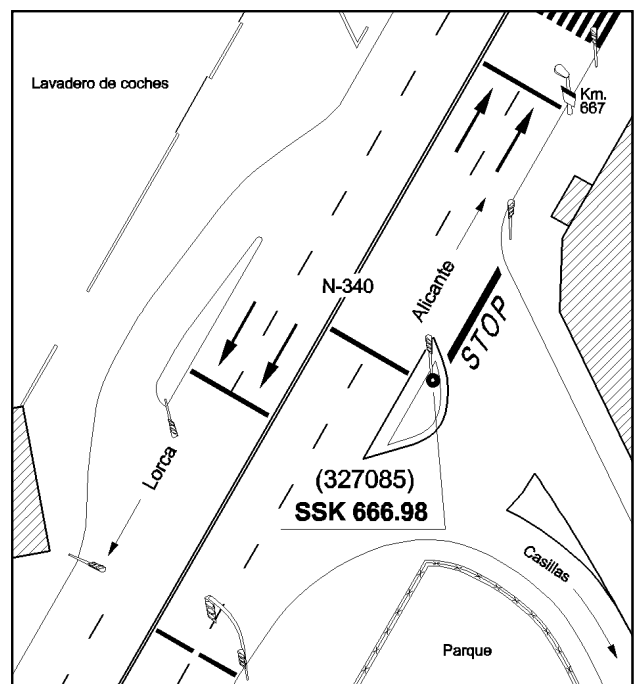 Lavadero de coches
Km.
667
N-340
Alicante
STOP
Lorca
(327085)
SSK 666.98
Casillas
Parque